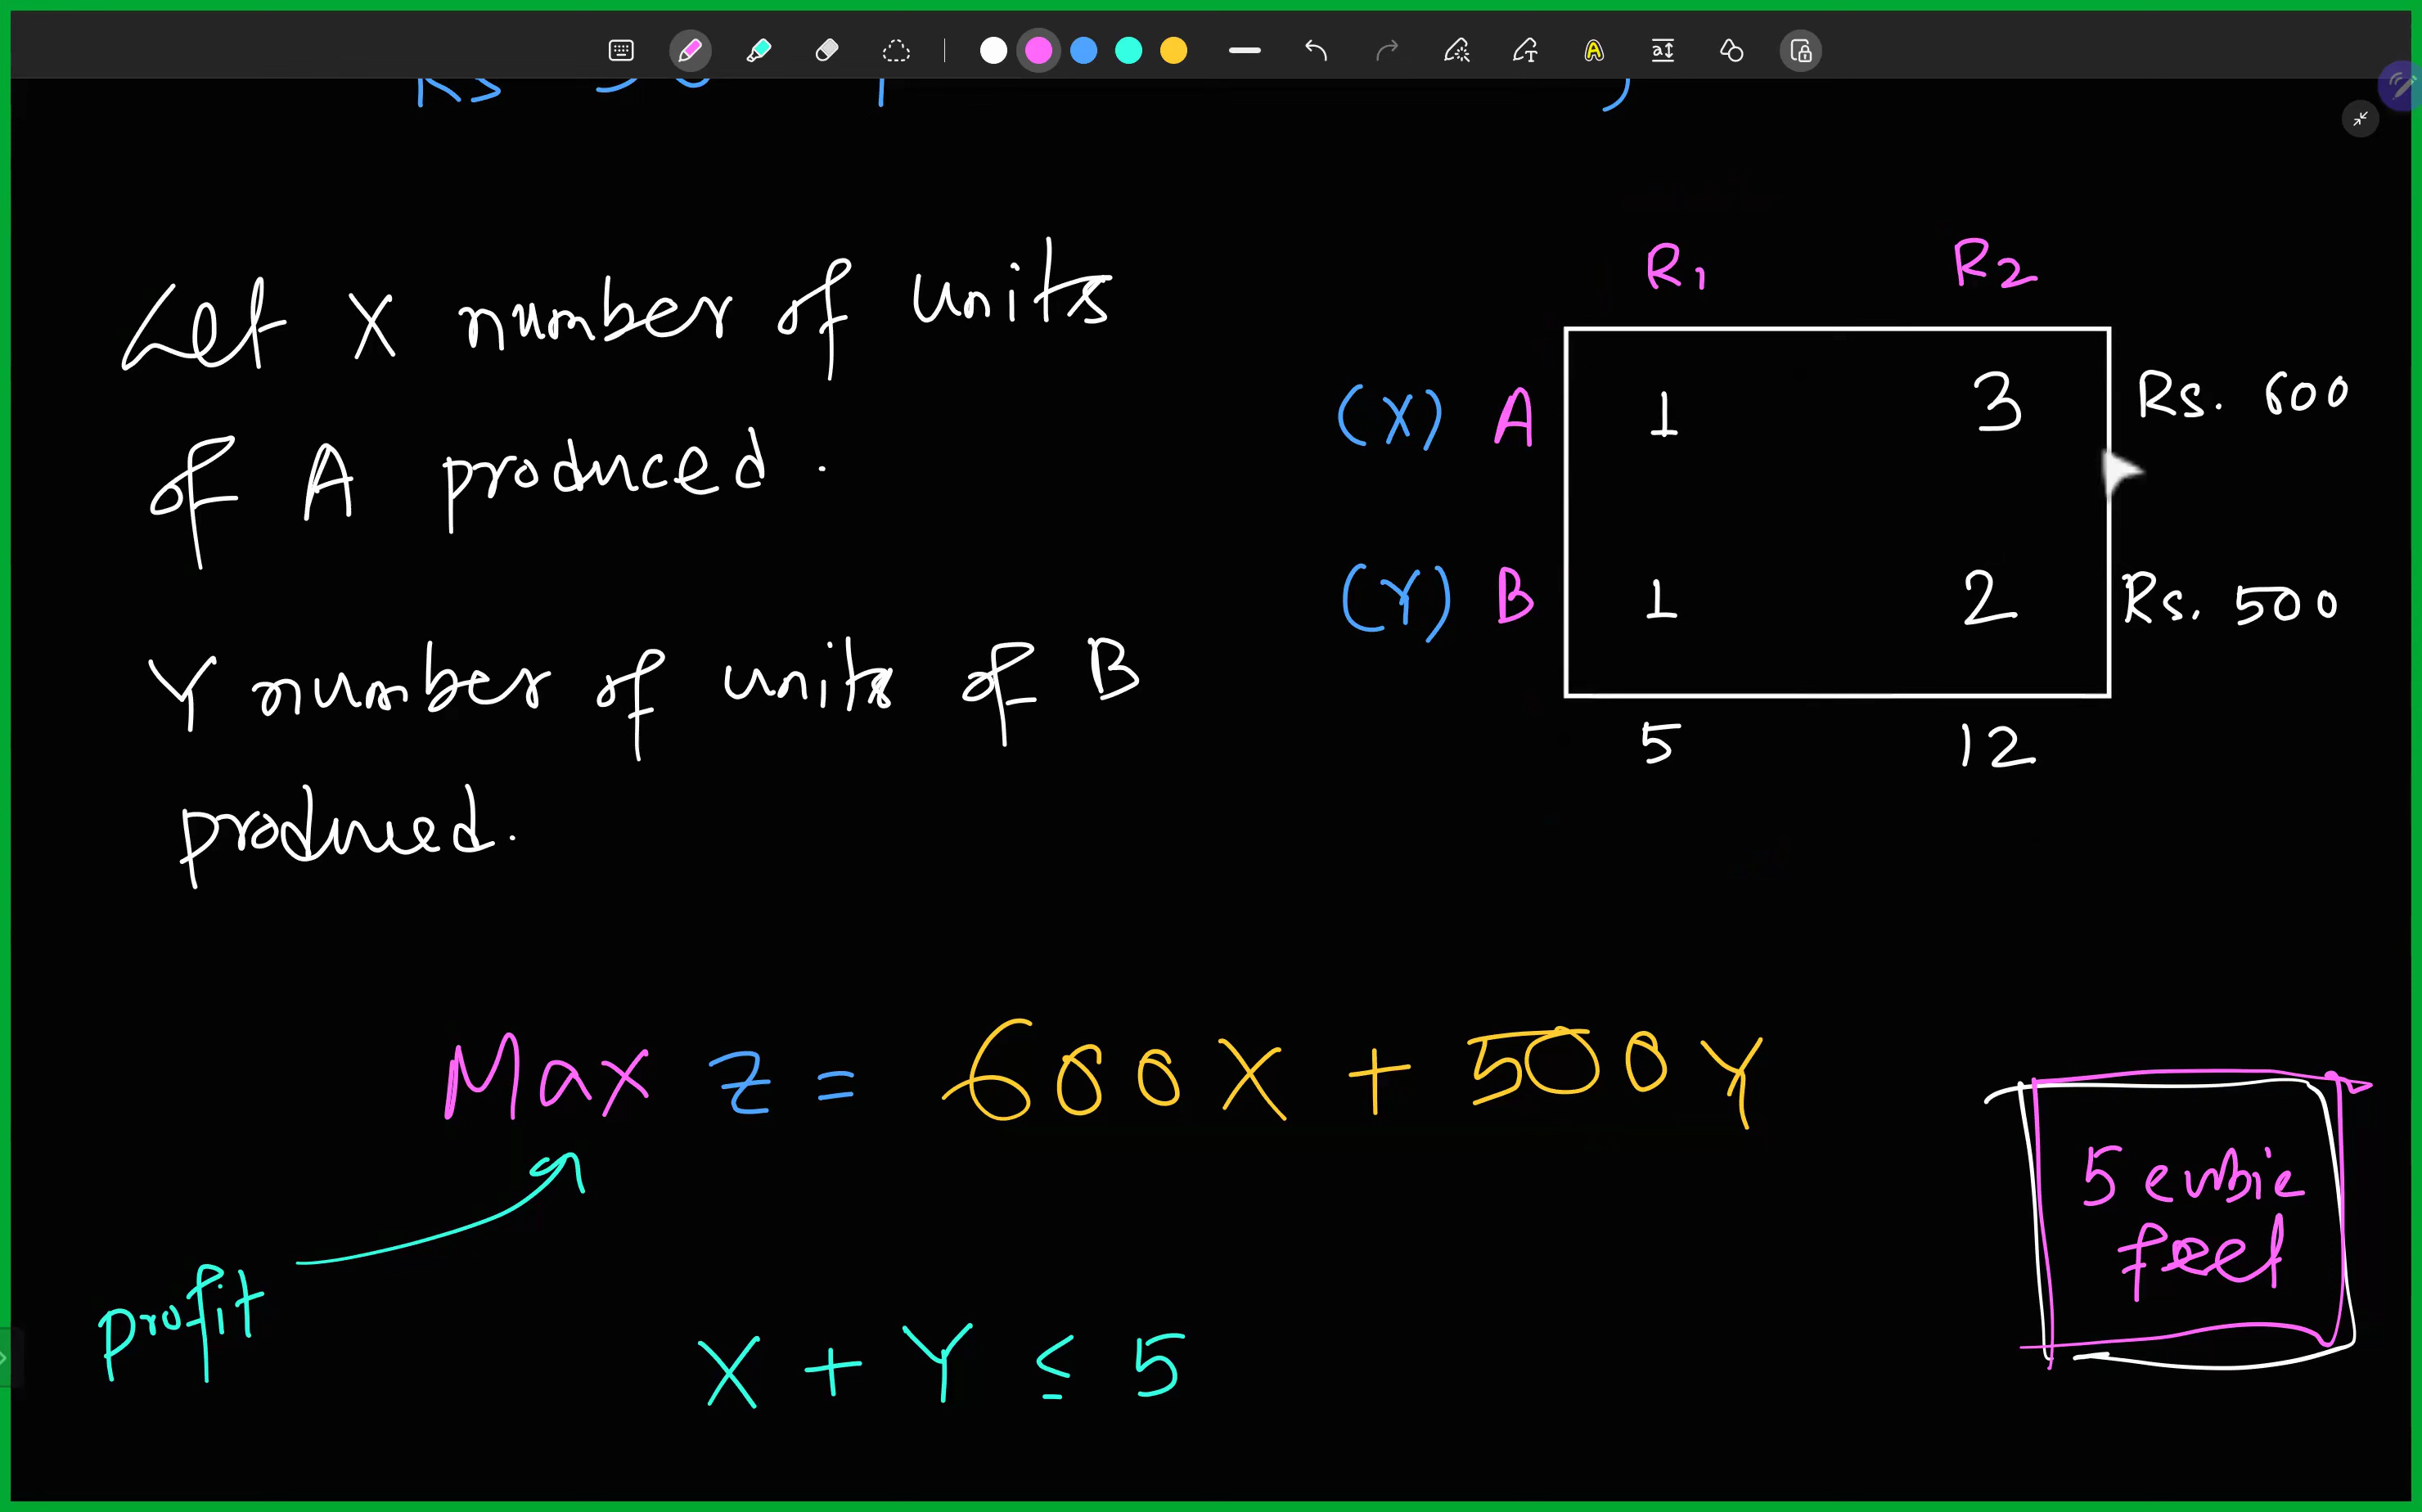 Let X number of units
of A produced.
Y number of units of B
produced.
R1 R2
(X) A 1 3 Rs. 600
(Y) B 1 2 Rs. 500
5 12
Max Z = 600X + 500Y
Profit
X + Y ≤ 5
5 cubic
feet